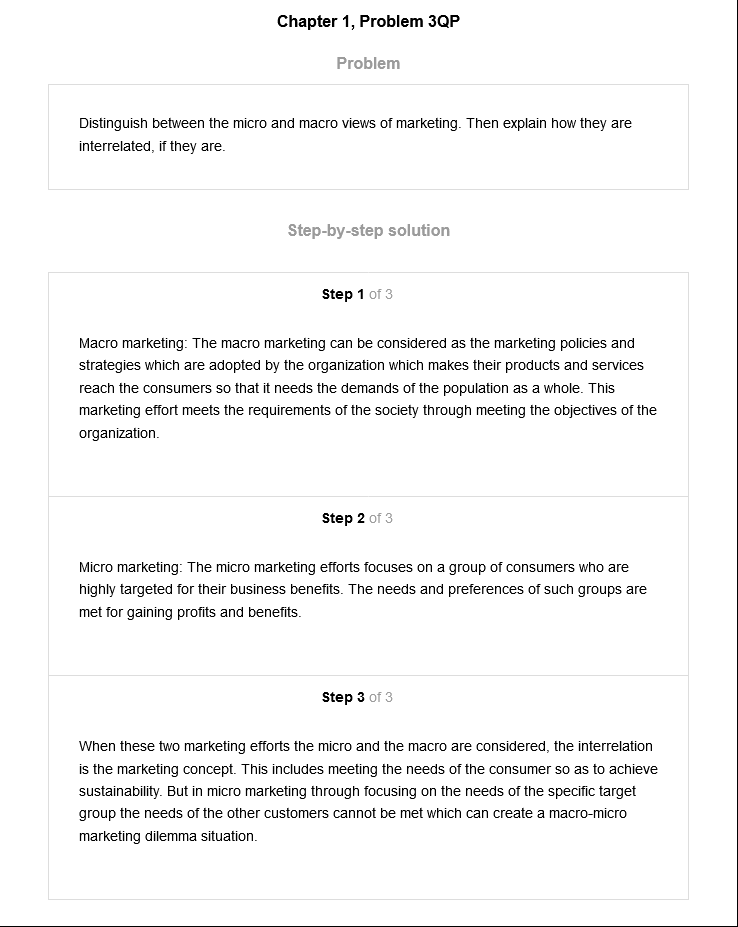 Chapter 1, Problem 3QP
Problem
Distinguish between the micro and macro views of marketing. Then explain how they are
interrelated, if they are.
Step-by-step solution
Step 1 of 3
Macro marketing: The macro marketing can be considered as the marketing policies and
strategies which are adopted by the organization which makes their products and services
reach the consumers so that it needs the demands of the population as a whole. This
marketing effort meets the requirements of the society through meeting the objectives of the
organization.
Step 2 of 3
Micro marketing: The micro marketing efforts focuses on a group of consumers who are
highly targeted for their business benefits. The needs and preferences of such groups are
met for gaining profits and benefits.
Step 3 of 3
When these two marketing efforts the micro and the macro are considered, the interrelation
is the marketing concept. This includes meeting the needs of the consumer so as to achieve
sustainability. But in micro marketing through focusing on the needs of the specific target
group the needs of the other customers cannot be met which can create a macro-micro
marketing dilemma situation.